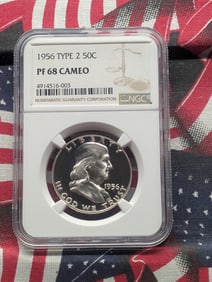 1956 TYPE 2 50C
PF 68 CAMEO
4914516-003
NUMISMATIC GUARANTY CORPORATION
NGC
LIBERTY
1956
IN GOD WE TRUST